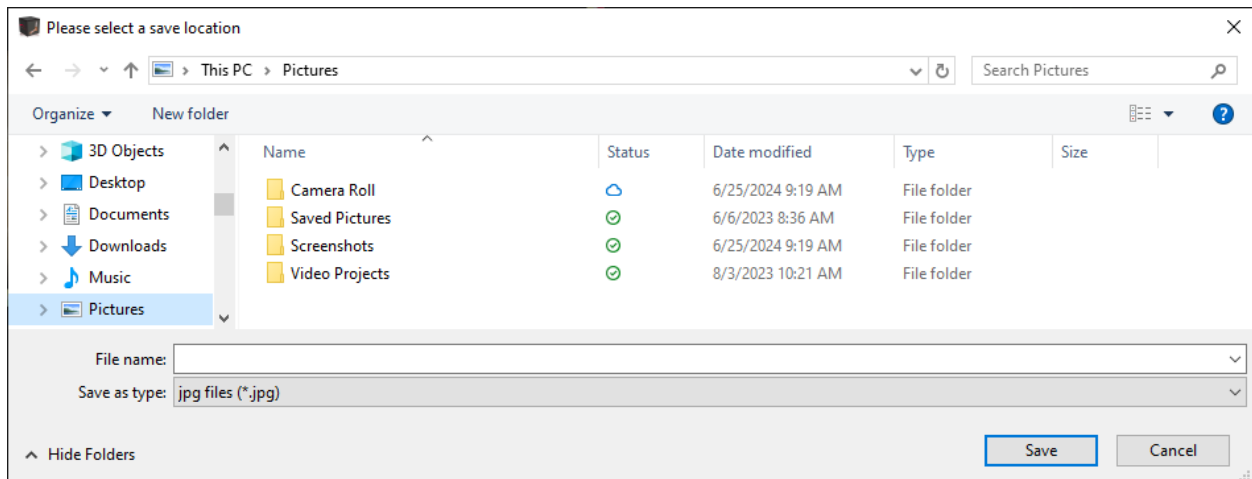 Please select a save location
This PC > Pictures
Search Pictures
Organize
New folder
3D Objects
Desktop
Documents
Downloads
Music
Pictures
Name Status Date modified Type Size
Camera Roll 6/25/2024 9:19 AM File folder
Saved Pictures 6/6/2023 8:36 AM File folder
Screenshots 6/25/2024 9:19 AM File folder
Video Projects 8/3/2023 10:21 AM File folder
File name:
Save as type: jpg files (*.jpg)
Hide Folders
Save
Cancel